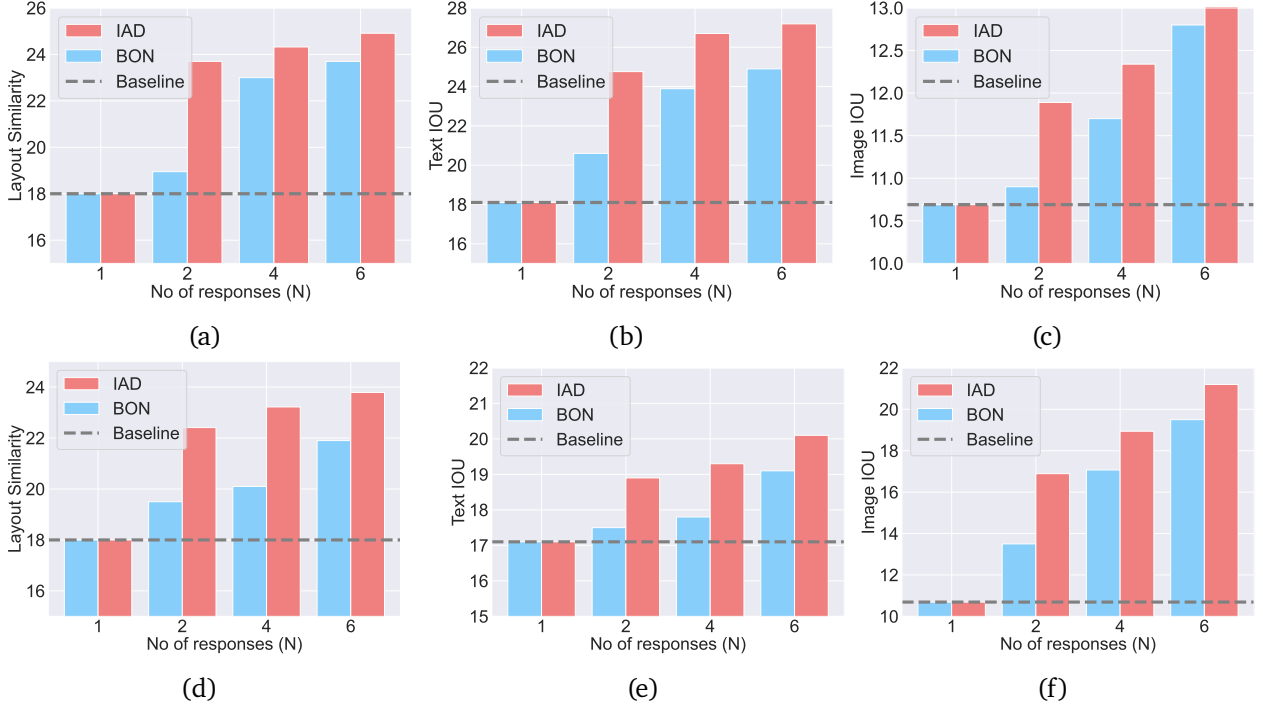 26
24
22
20
18
16
Layout Similarity
IAD
BON
Baseline
1 2 4 6
No of responses (N)
(a)
28
26
24
22
20
18
16
Text IOU
IAD
BON
Baseline
1 2 4 6
No of responses (N)
(b)
13.0
12.5
12.0
11.5
11.0
10.5
10.0
Image IOU
IAD
BON
Baseline
1 2 4 6
No of responses (N)
(c)
24
22
20
18
16
Layout Similarity
IAD
BON
Baseline
1 2 4 6
No of responses (N)
(d)
22
21
20
19
18
17
16
15
Text IOU
IAD
BON
Baseline
1 2 4 6
No of responses (N)
(e)
22
20
18
16
14
12
10
Image IOU
IAD
BON
Baseline
1 2 4 6
No of responses (N)
(f)